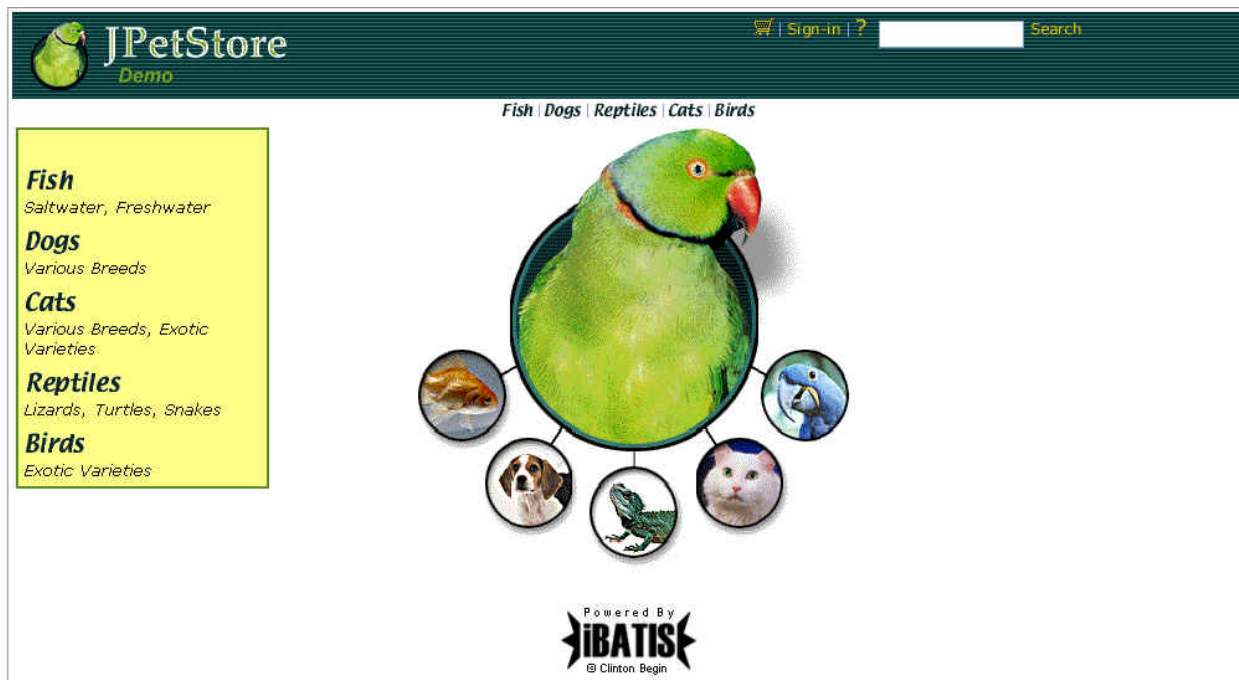 JPetStore
Demo
| Sign-in | ? Search
Fish | Dogs | Reptiles | Cats | Birds
Fish
Saltwater, Freshwater
Dogs
Various Breeds
Cats
Various Breeds, Exotic
Varieties
Reptiles
Lizards, Turtles, Snakes
Birds
Exotic Varieties
Powered By
iBATIS
@ Clinton Begin